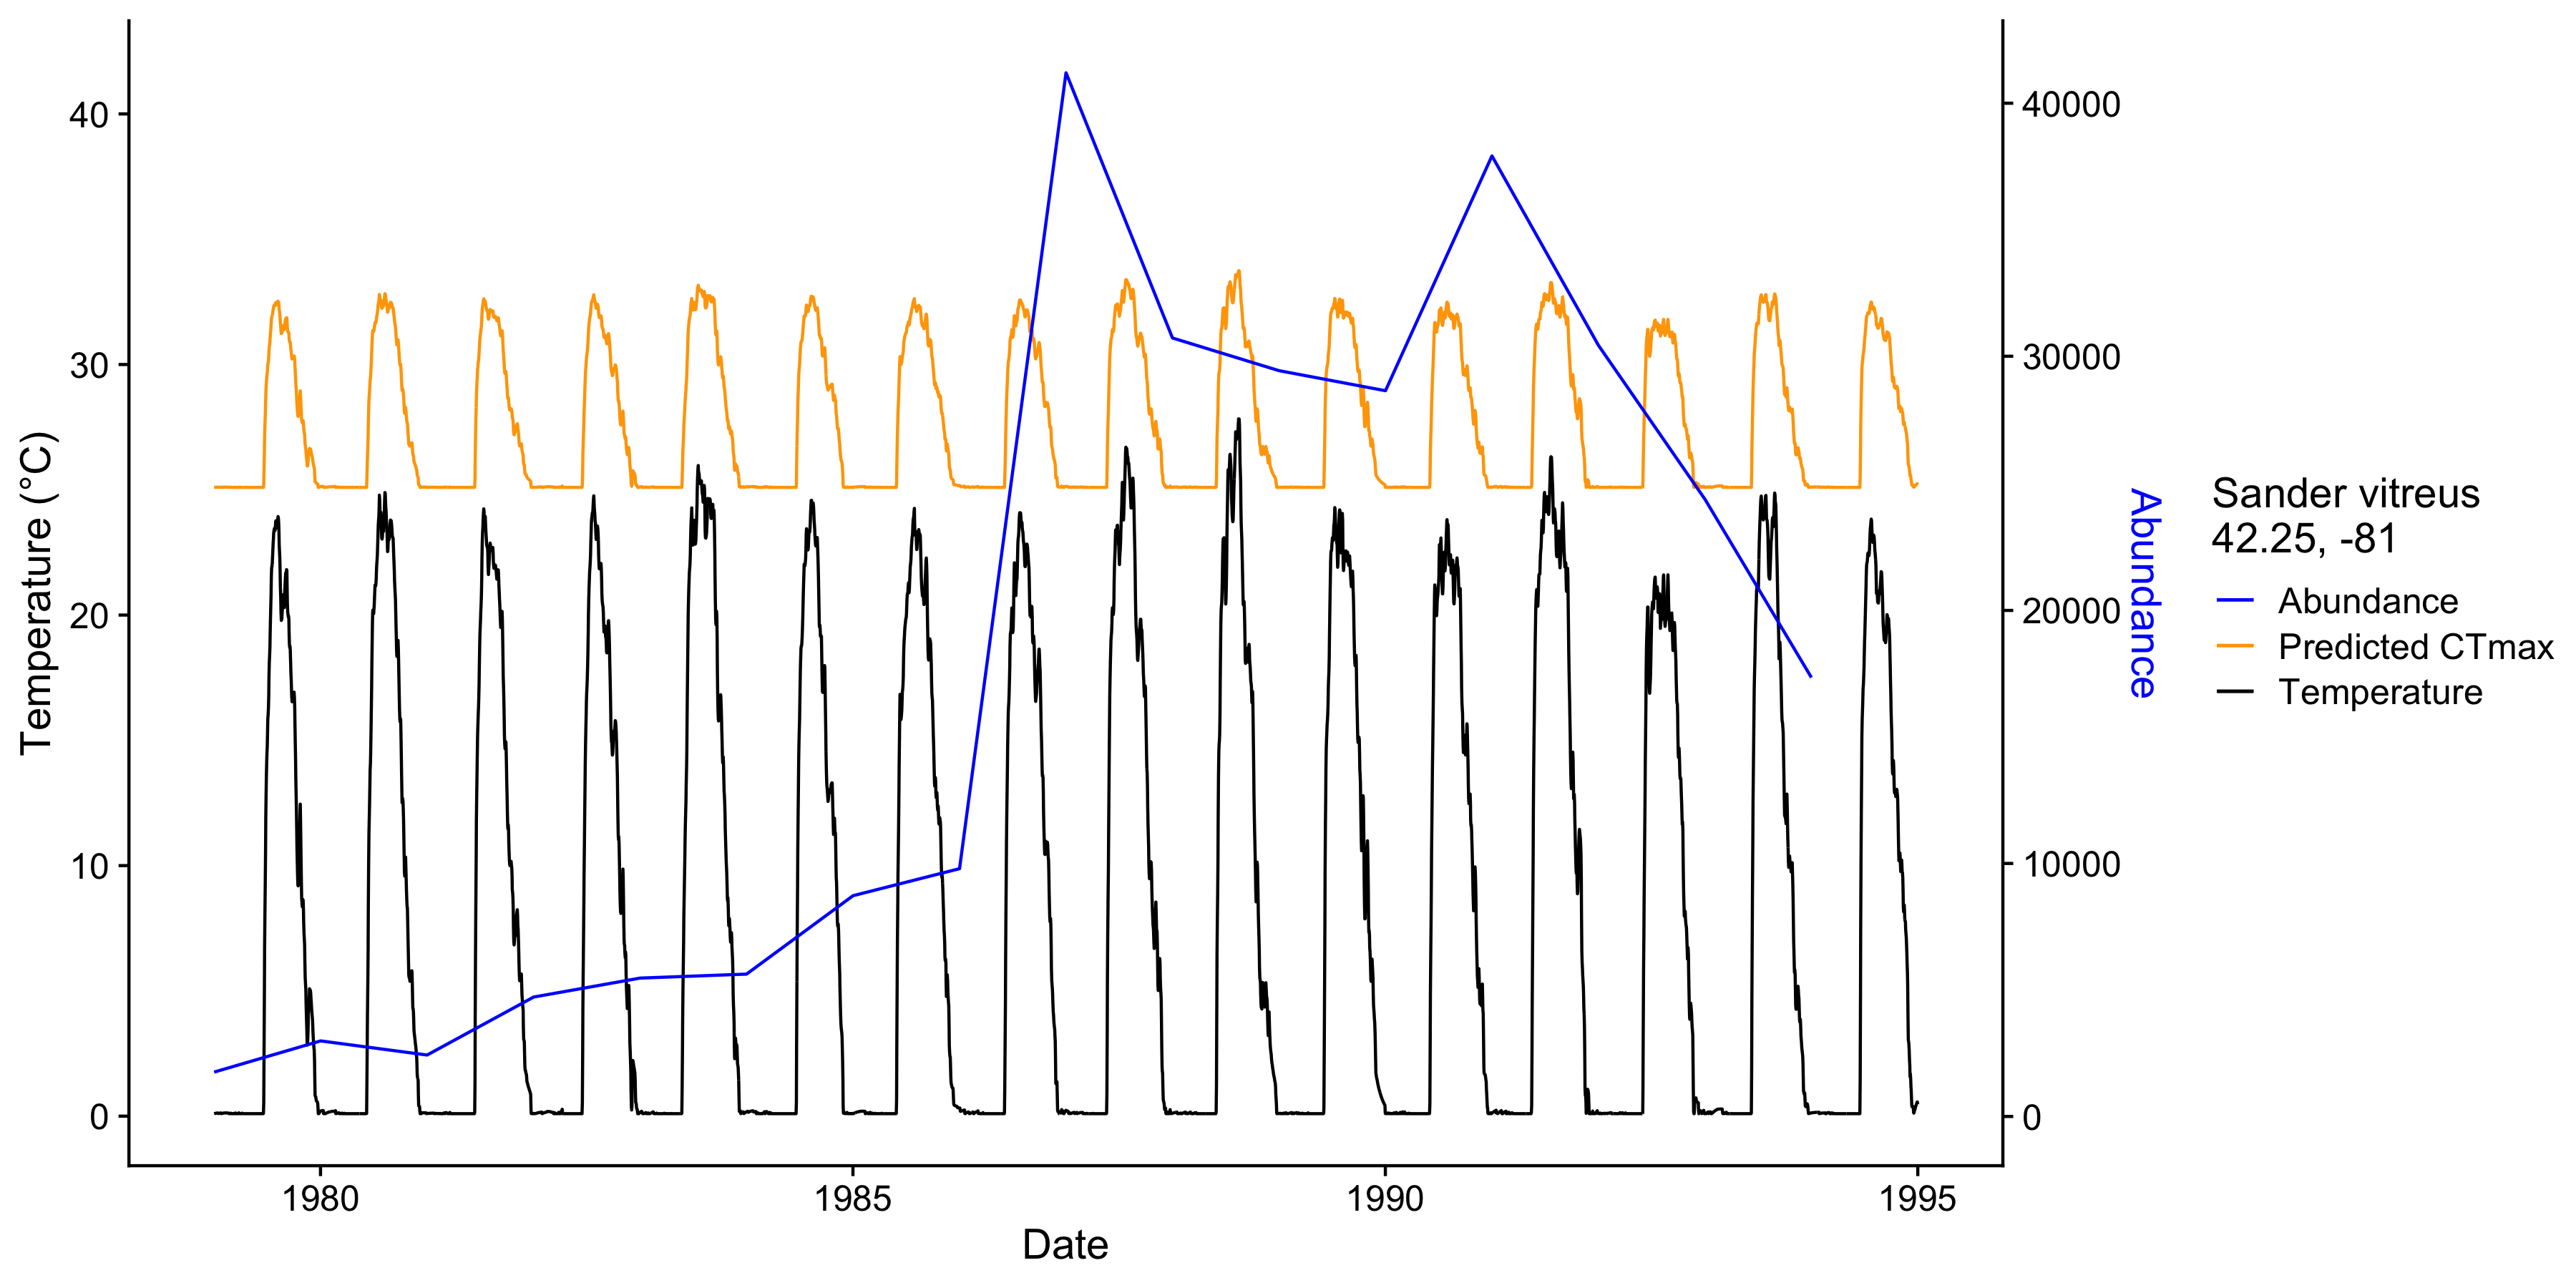 Temperature (°C)
40
30
20
10
0
1980
1985
1990
1995
Date
40000
30000
20000
10000
0
Abundance
Sander vitreus
42.25, -81
Abundance
Predicted CTmax
Temperature